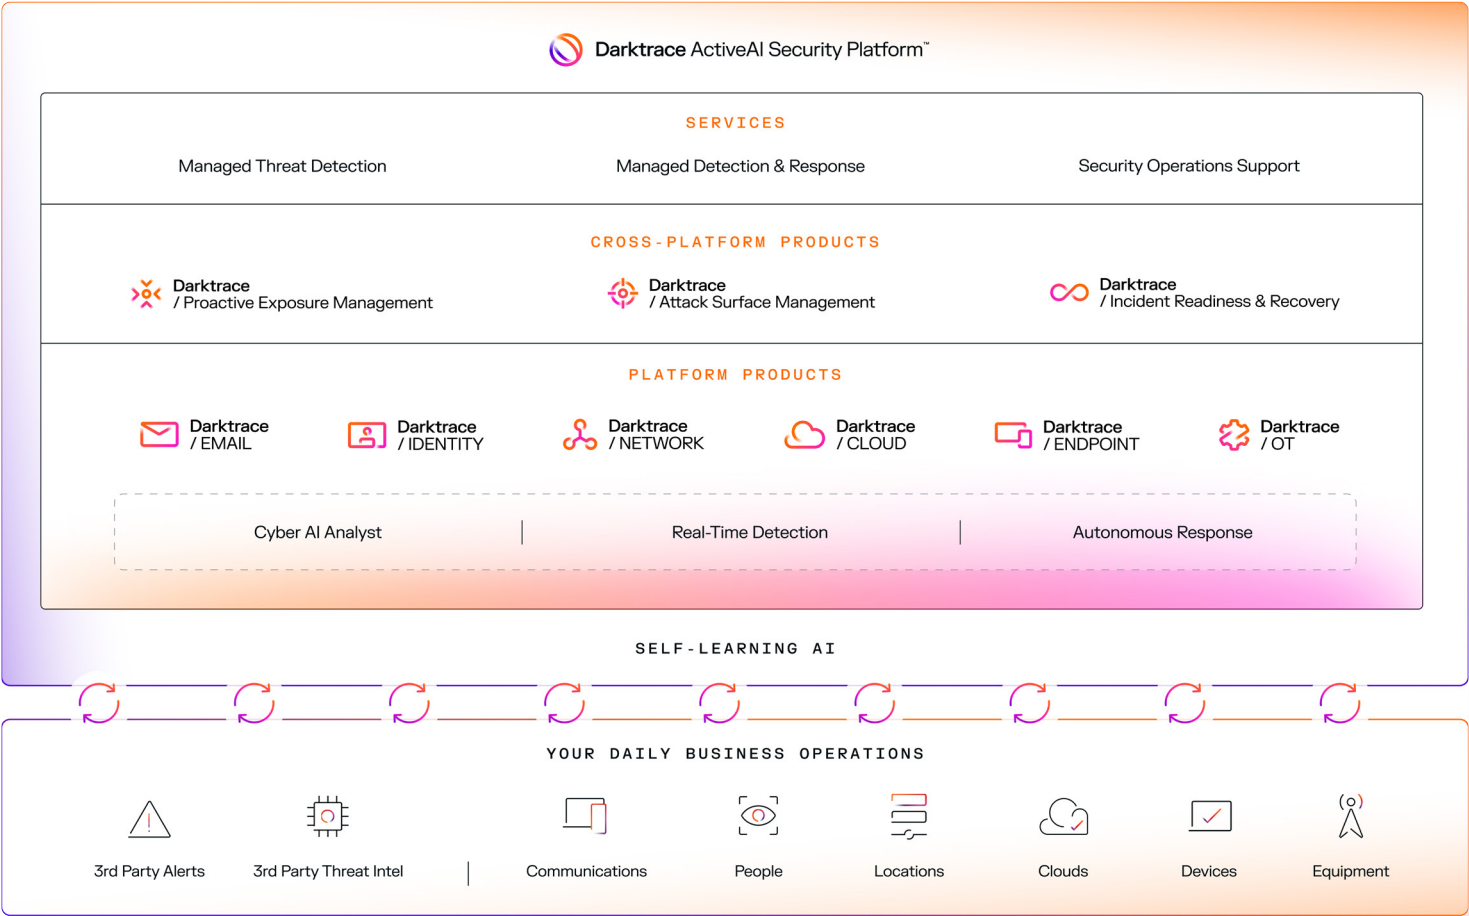 Darktrace ActiveAI Security Platform™
SERVICES
Managed Threat Detection
Managed Detection & Response
Security Operations Support
CROSS-PLATFORM PRODUCTS
Darktrace
/ Proactive Exposure Management
Darktrace
/ Attack Surface Management
Darktrace
/ Incident Readiness & Recovery
PLATFORM PRODUCTS
Darktrace
/ EMAIL
Darktrace
/ IDENTITY
Darktrace
/ NETWORK
Darktrace
/ CLOUD
Darktrace
/ ENDPOINT
Darktrace
/ OT
Cyber AI Analyst
Real-Time Detection
Autonomous Response
SELF-LEARNING AI
YOUR DAILY BUSINESS OPERATIONS
3rd Party Alerts
3rd Party Threat Intel
Communications
People
Locations
Clouds
Devices
Equipment